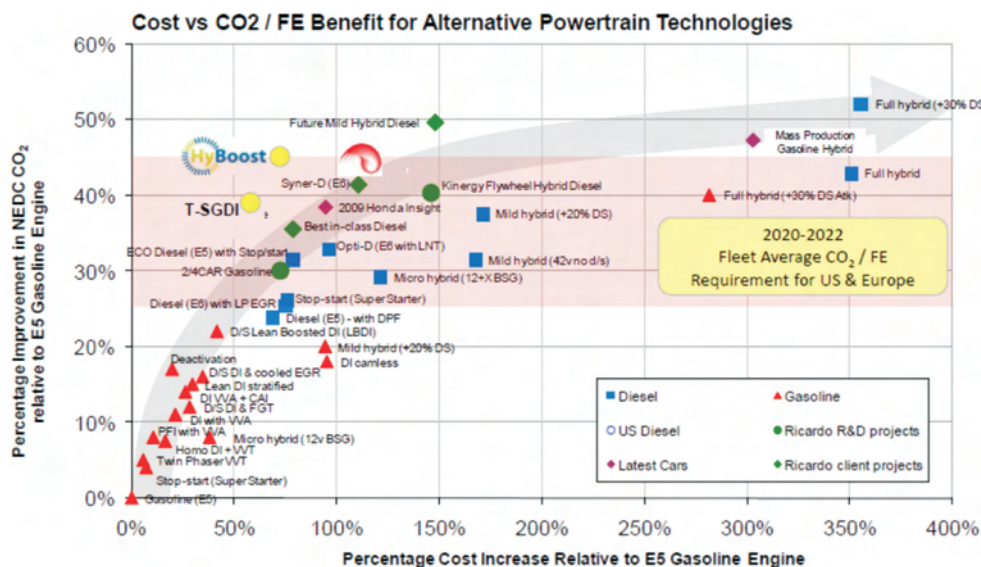 Cost vs CO2 / FE Benefit for Alternative Powertrain Technologies
Percentage Improvement in NEDC CO2
relative to E5 Gasoline Engine
60%
50%
40%
30%
20%
10%
0%
Full hybrid (+30% DS
Future Mild Hybrid Diesel
Mass Production
Gasoline Hybrid
HyBoost
Syner-D (E6)
Full hybrid
Kinergy Flywheel Hybrid Diesel
Full hybrid (+30% DS Atk)
T-SGDI
2009 Honda Insight
Mild hybrid (+20% DS)
Best in-class Diesel
Opti-D (E6 with LNT)
ECO Diesel (E5) with Stop/start
Mild hybrid (42v no d/s)
2/4CAR Gasoline
Micro hybrid (12+X BSG)
2020-2022
Fleet Average CO2 / FE
Requirement for US & Europe
Stop-start (Super Starter)
Diesel (E6) with LP EGR
Diesel (E5) - with DPF
D/S Lean Boosted DI (LBDI)
Mild hybrid (+20% DS)
DI camless
Deactivation
D/S DI & cooled EGR
Lean DI stratified
DI VVA + CAI
D/S DI & FGT
DI with VVA
PFI with VVA
Micro hybrid (12v BSG)
Homo DI + VVT
Twin Phaser VVT
Stop-start (Super Starter)
Gasoline (E5)
Diesel
Gasoline
US Diesel
Ricardo R&D projects
Latest Cars
Ricardo client projects
0%
50%
100%
150%
200%
250%
300%
350%
400%
Percentage Cost Increase Relative to E5 Gasoline Engine